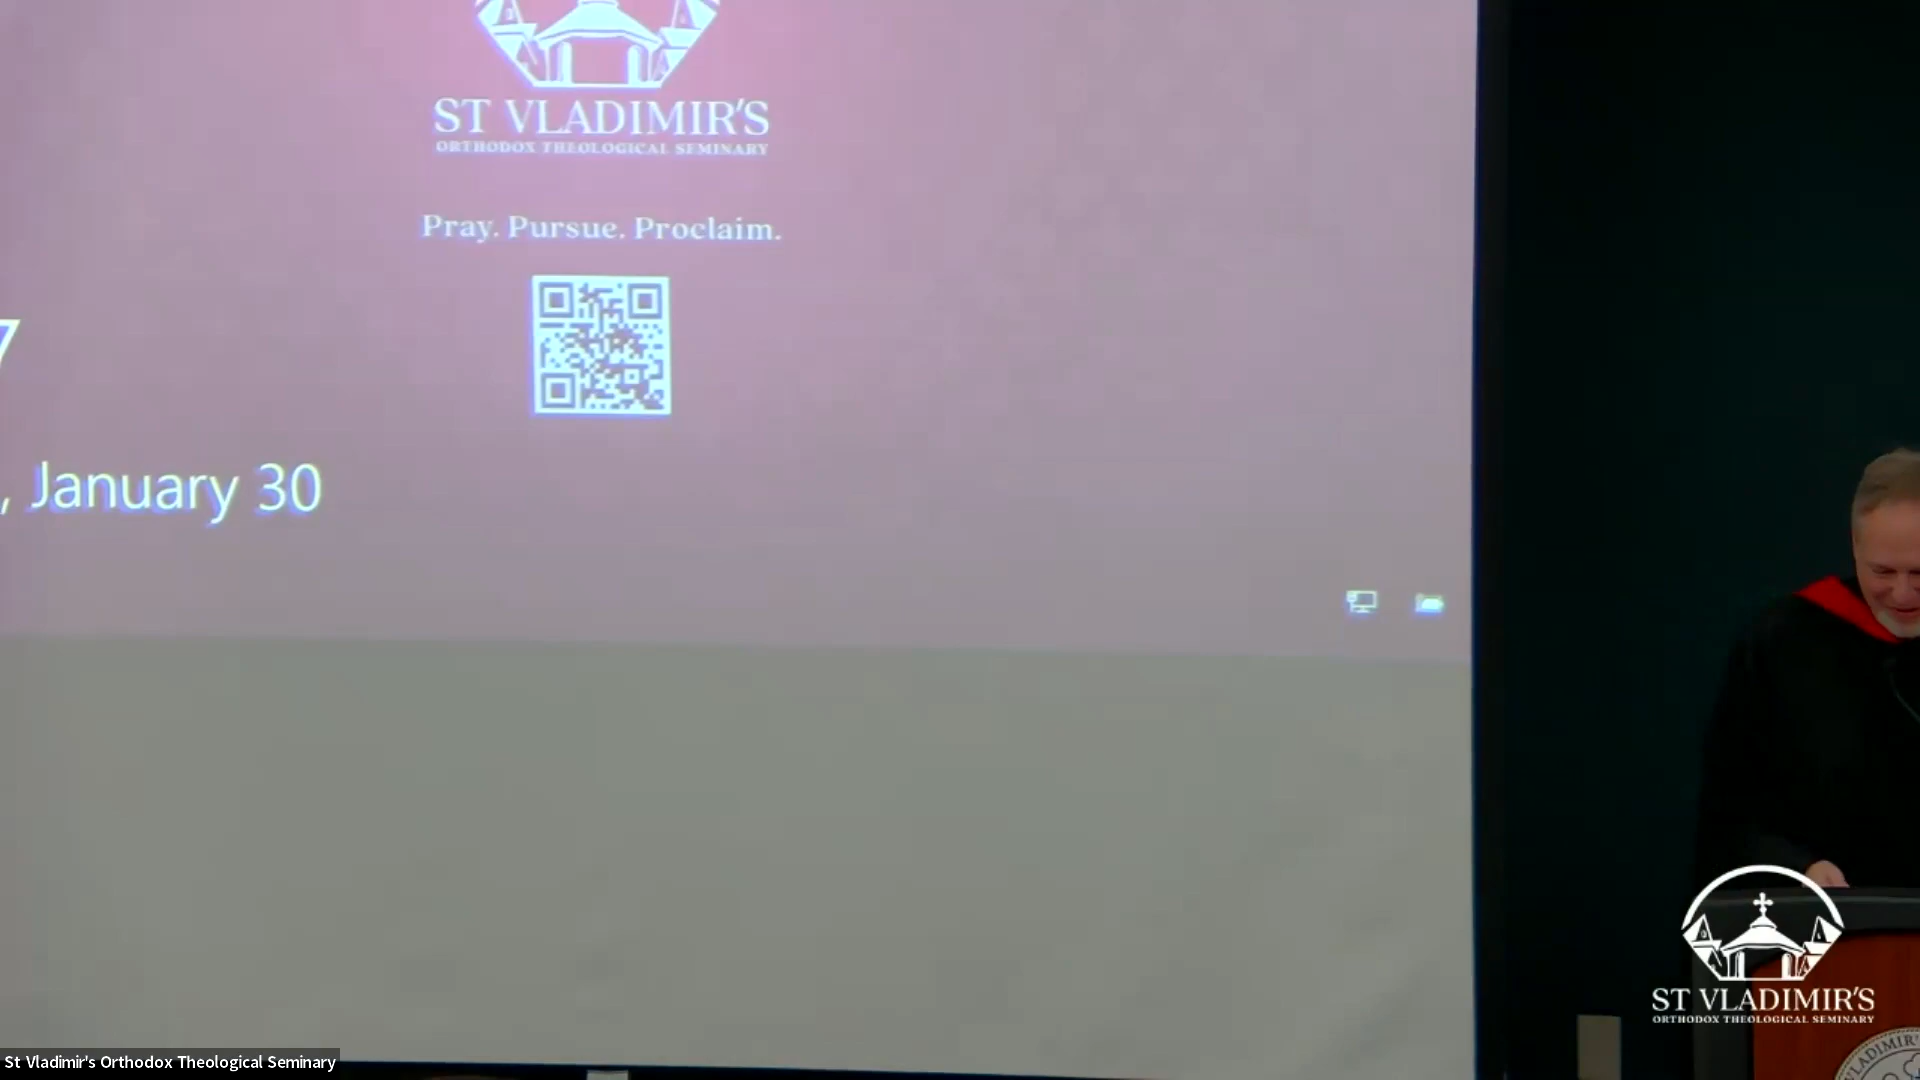 ST VLADIMIR'S
ORTHODOX THEOLOGICAL SEMINARY
Pray. Pursue. Proclaim.
7
, January 30
ST VLADIMIR'S
ORTHODOX THEOLOGICAL SEMINARY
VLADIMIR'
St Vladimir's Orthodox Theological Seminary